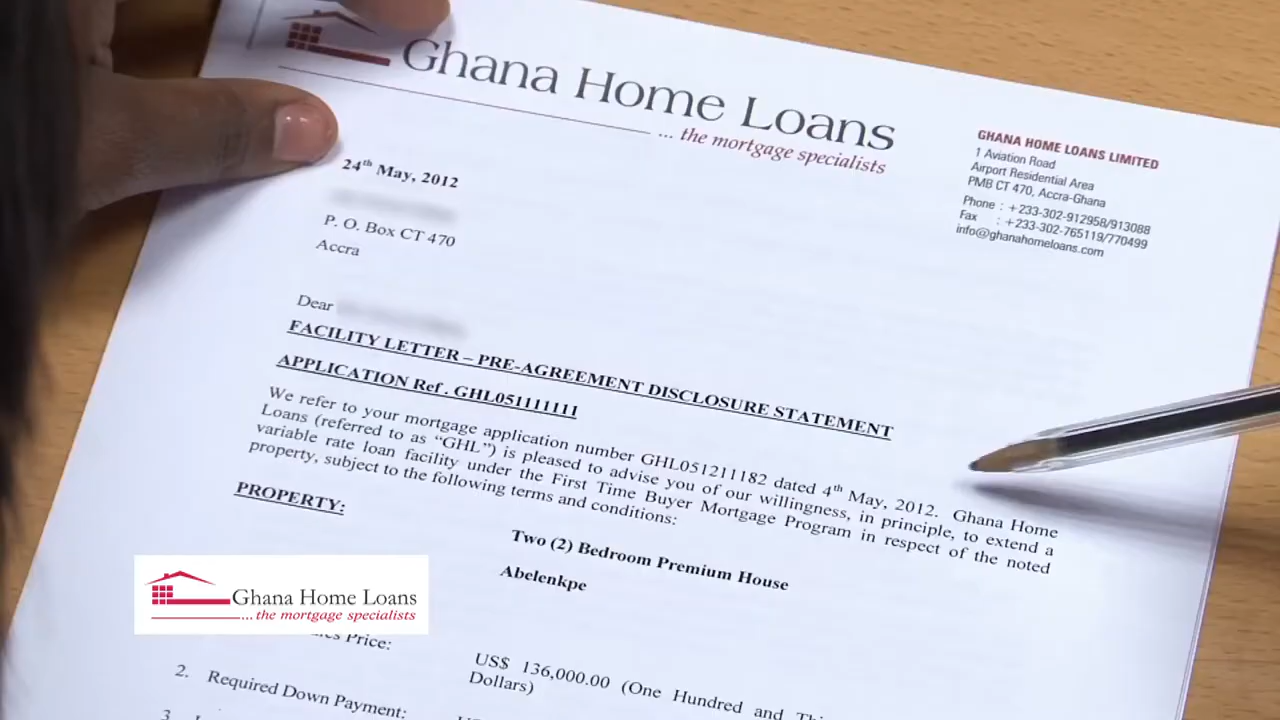 Ghana Home Loans
... the mortgage specialists
GHANA HOME LOANS LIMITED
1 Aviation Road
Airport Residential Area
PMB CT 470, Accra-Ghana
Phone : +233-302-912958/913088
Fax : +233-302-765119/770499
info@ghanahomeloans.com
24th May, 2012
P. O. Box CT 470
Accra
Dear
FACILITY LETTER – PRE-AGREEMENT DISCLOSURE STATEMENT
APPLICATION Ref . GHL051111111
We refer to your mortgage application number GHL051211182 dated 4th May, 2012. Ghana Home
Loans (referred to as “GHL”) is pleased to advise you of our willingness, in principle, to extend a
variable rate loan facility under the First Time Buyer Mortgage Program in respect of the noted
property, subject to the following terms and conditions:
PROPERTY:
Two (2) Bedroom Premium House
Abelenkpe
Price:
US$ 136,000.00 (One Hundred and
Dollars)
2. Required Down Payment:
3.
Ghana Home Loans
... the mortgage specialists